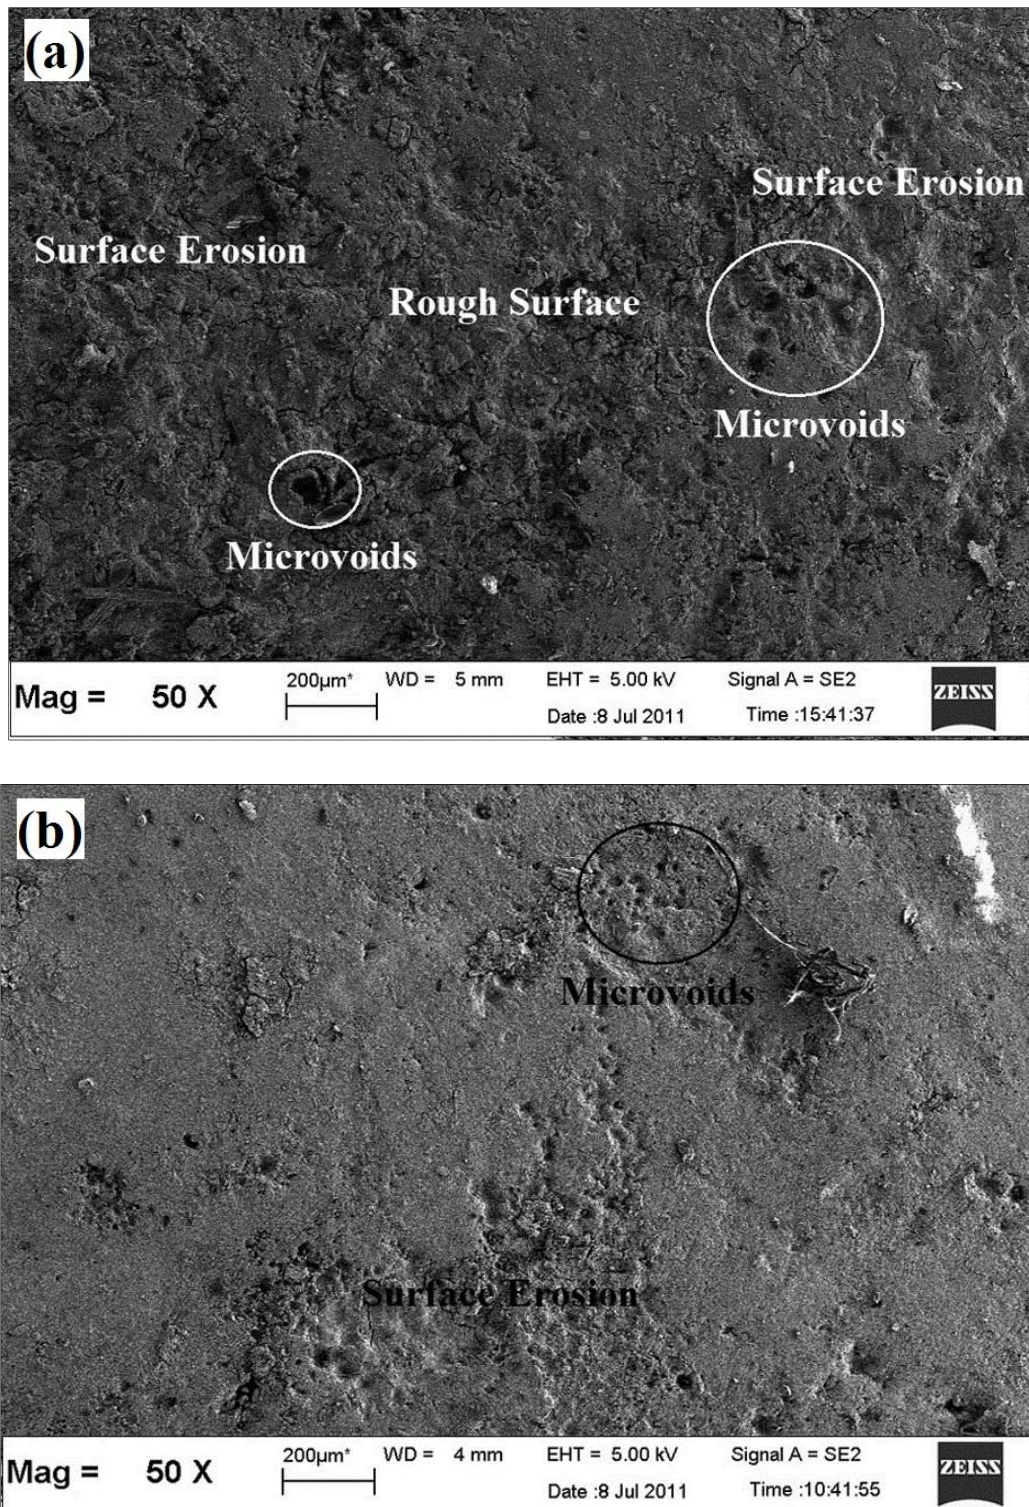 (a)
Surface Erosion
Surface Erosion
Rough Surface
Microvoids
Microvoids
Mag = 50 X 200µm* WD = 5 mm EHT = 5.00 kV Signal A = SE2 ZEISS
Date :8 Jul 2011 Time :15:41:37
(b)
Microvoids
Surface Erosion
Mag = 50 X 200µm* WD = 4 mm EHT = 5.00 kV Signal A = SE2 ZEISS
Date :8 Jul 2011 Time :10:41:55